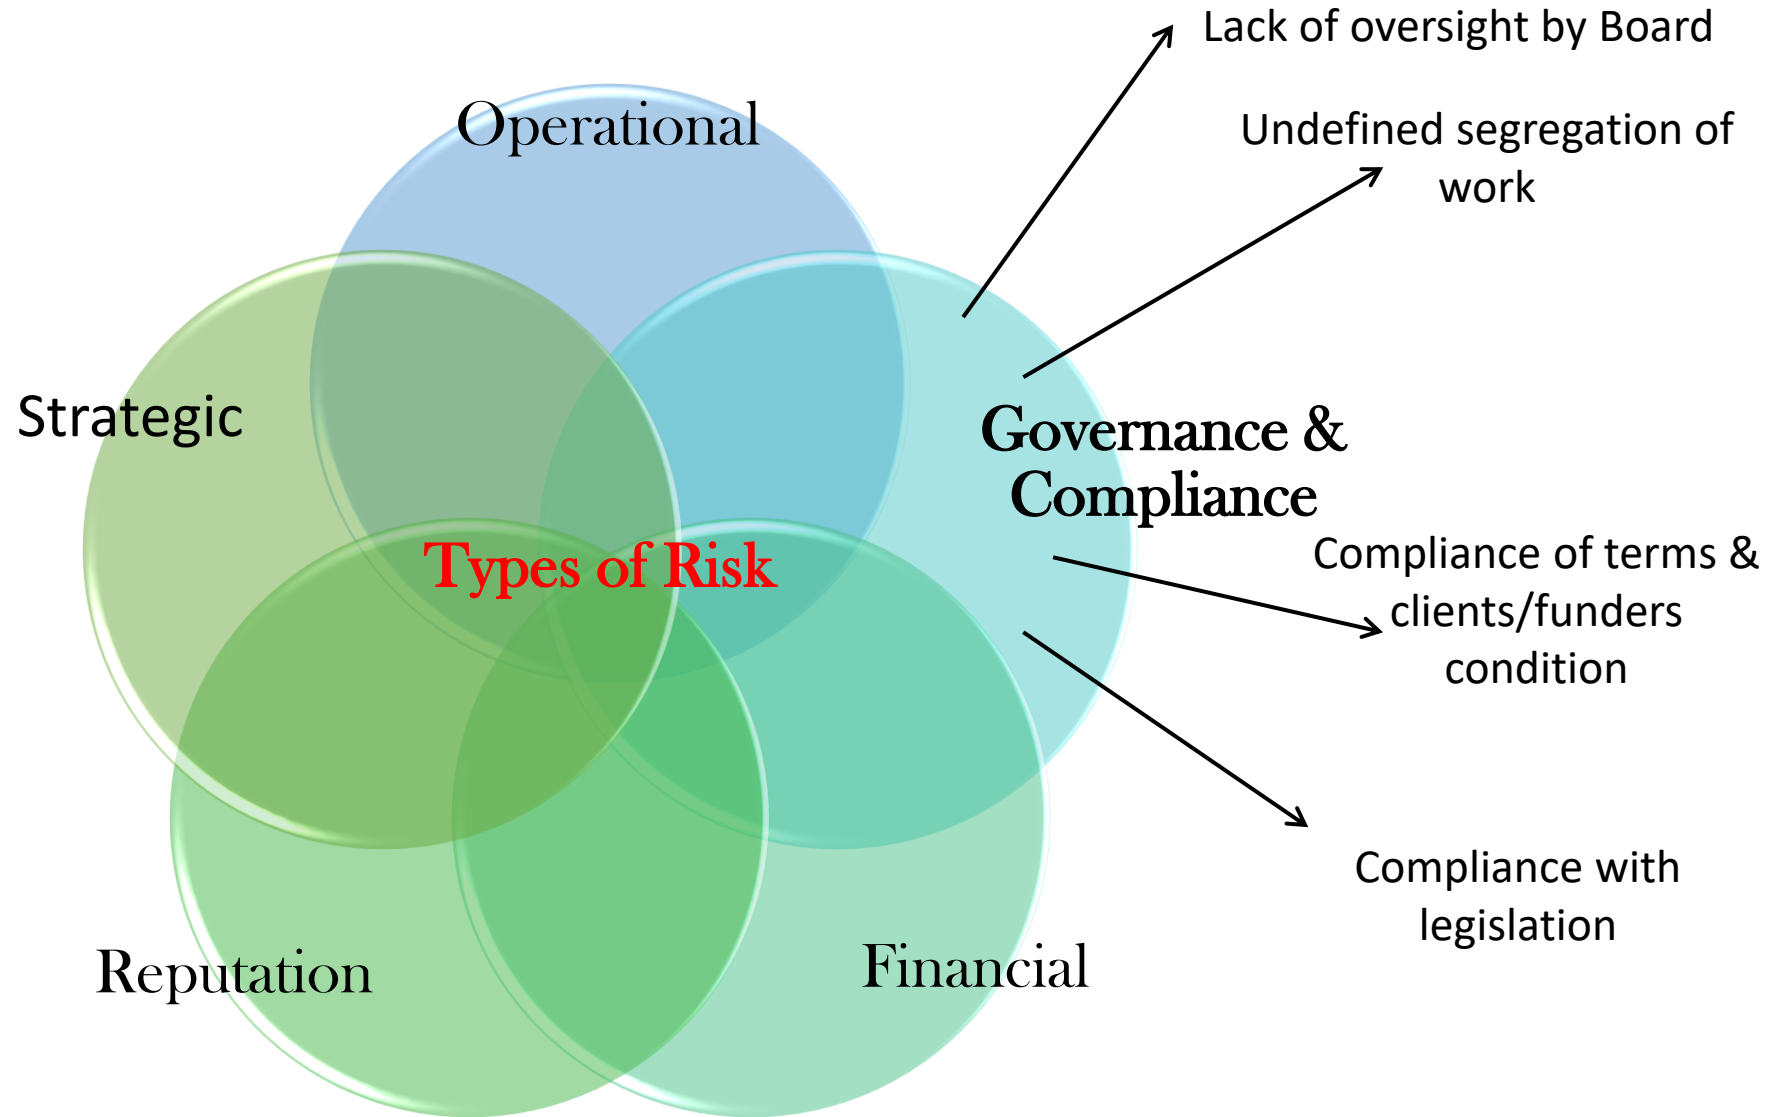 Lack of oversight by Board
Operational
Undefined segregation of
work
Strategic
Governance &
Compliance
Types of Risk
Compliance of terms &
clients/funders
condition
Compliance with
legislation
Reputation
Financial